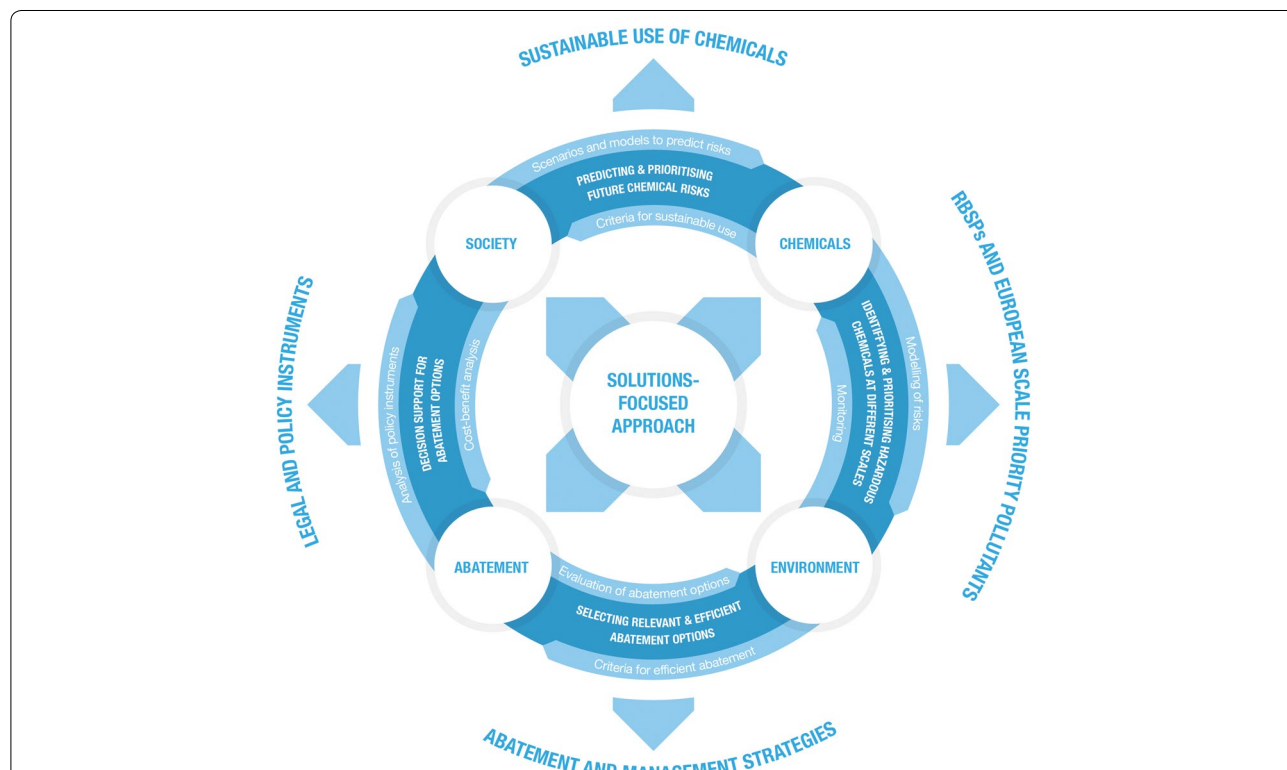 SUSTAINABLE USE OF CHEMICALS
Scenarios and models to predict risks
PREDICTING & PRIORITISING
FUTURE CHEMICAL RISKS
Criteria for sustainable use
SOCIETY
CHEMICALS
RBSPs AND EUROPEAN SCALE PRIORITY POLLUTANTS
Modelling of risks
IDENTIFFYING & PRIORITISING HAZARDOUS
CHEMICALS AT DIFFERENT SCALES
Monitoring
LEGAL AND POLICY INSTRUMENTS
Analysis of policy instruments
DECISION SUPPORT FOR
ABATEMENT OPTIONS
Cost-benefit analysis
SOLUTIONS-
FOCUSED
APPROACH
ABATEMENT
ENVIRONMENT
Evaluation of abatement options
SELECTING RELEVANT & EFFICIENT
ABATEMENT OPTIONS
Criteria for efficient abatement
ABATEMENT AND MANAGEMENT STRATEGIES